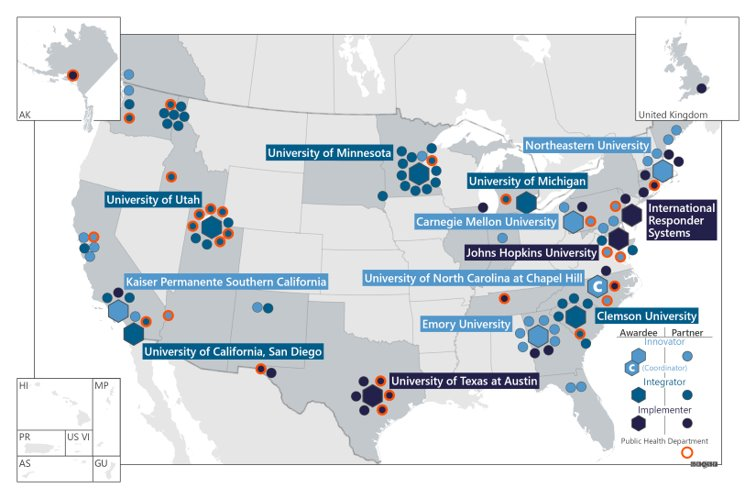 AK
United Kingdom
Northeastern University
University of Minnesota
University of Michigan
University of Utah
International
Responder
Systems
Carnegie Mellon University
Johns Hopkins University
University of North Carolina at Chapel Hill
C
Kaiser Permanente Southern California
Clemson University
Emory University
University of California, San Diego
University of Texas at Austin
Awardee Partner
Innovator
C (Coordinator)
Integrator
Implementer
Public Health Department
HI
MP
PR
US VI
AS
GU